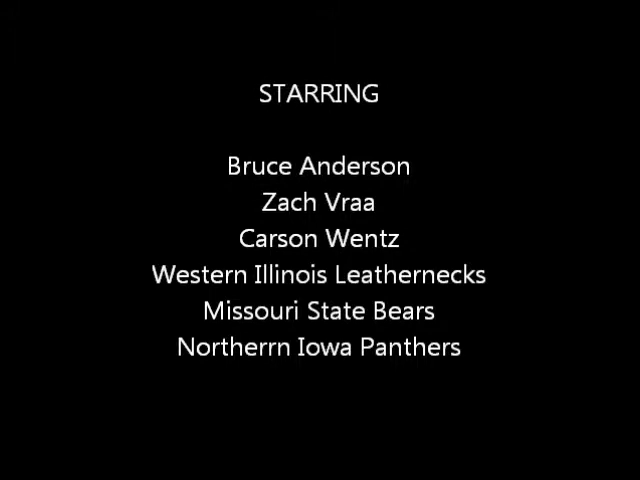 STARRING
Bruce Anderson
Zach Vraa
Carson Wentz
Western Illinois Leathernecks
Missouri State Bears
Northerrn Iowa Panthers